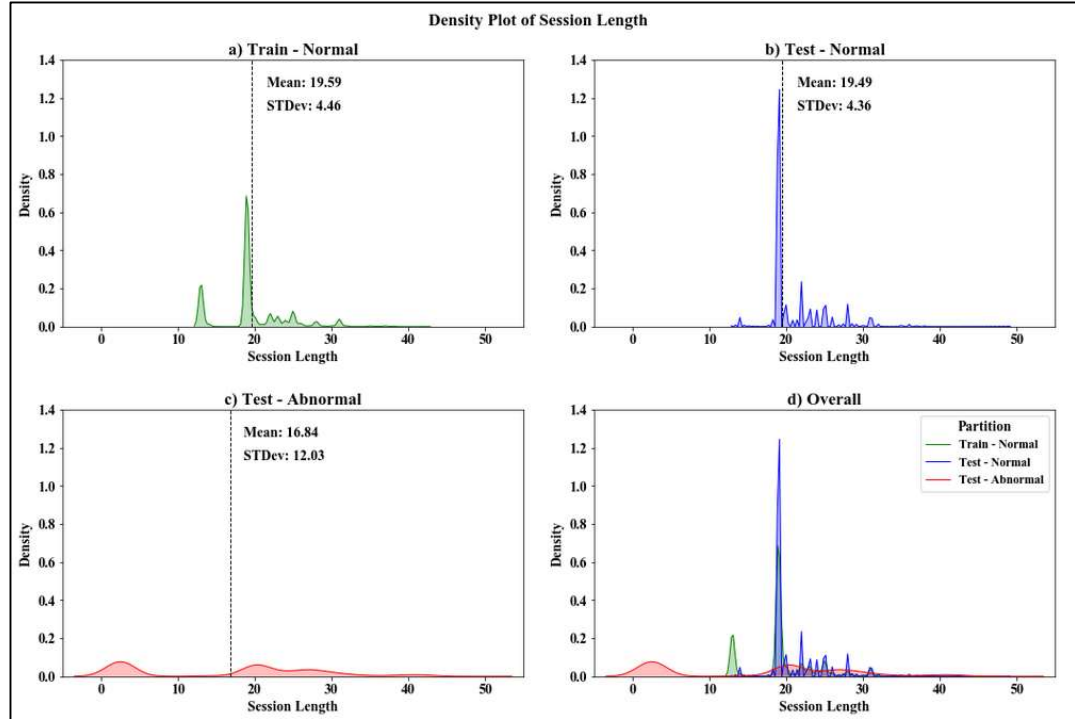 Density Plot of Session Length
a) Train - Normal
Mean: 19.59
STDev: 4.46
Density
1.4
1.2
1.0
0.8
0.6
0.4
0.2
0.0
0 10 20 30 40 50
Session Length
b) Test - Normal
Mean: 19.49
STDev: 4.36
Density
1.4
1.2
1.0
0.8
0.6
0.4
0.2
0.0
0 10 20 30 40 50
Session Length
c) Test - Abnormal
Mean: 16.84
STDev: 12.03
Density
1.4
1.2
1.0
0.8
0.6
0.4
0.2
0.0
0 10 20 30 40 50
Session Length
d) Overall
Partition
Train - Normal
Test - Normal
Test - Abnormal
Density
1.4
1.2
1.0
0.8
0.6
0.4
0.2
0.0
0 10 20 30 40 50
Session Length